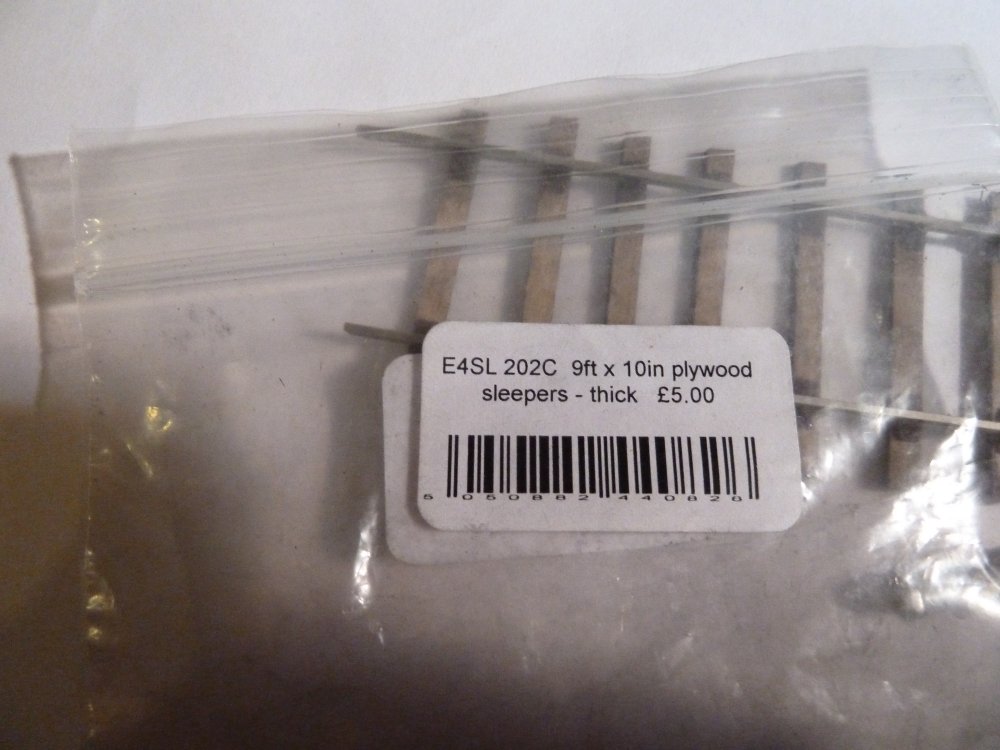 E4SL 202C 9ft x 10in plywood
sleepers - thick £5.00
5 050882 440828